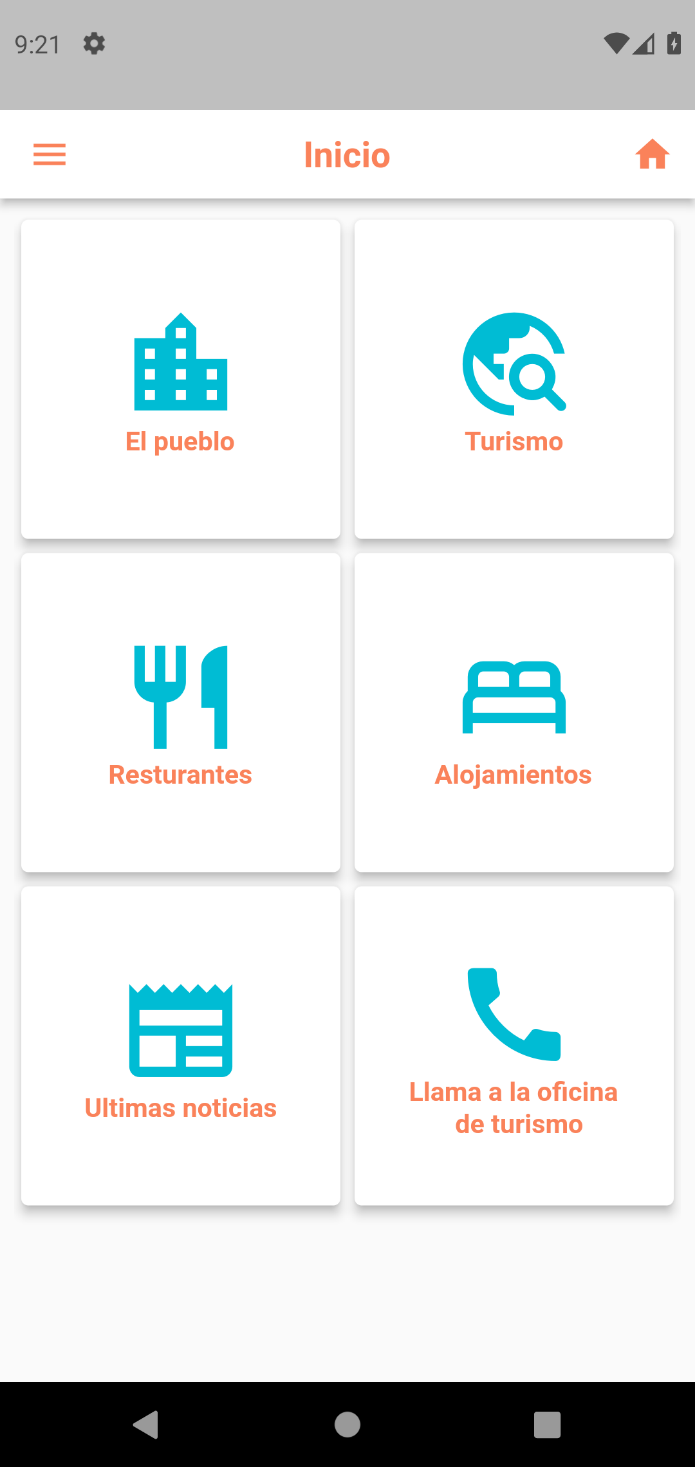 9:21
Inicio
El pueblo
Turismo
Resturantes
Alojamientos
Ultimas noticias
Llama a la oficina
de turismo